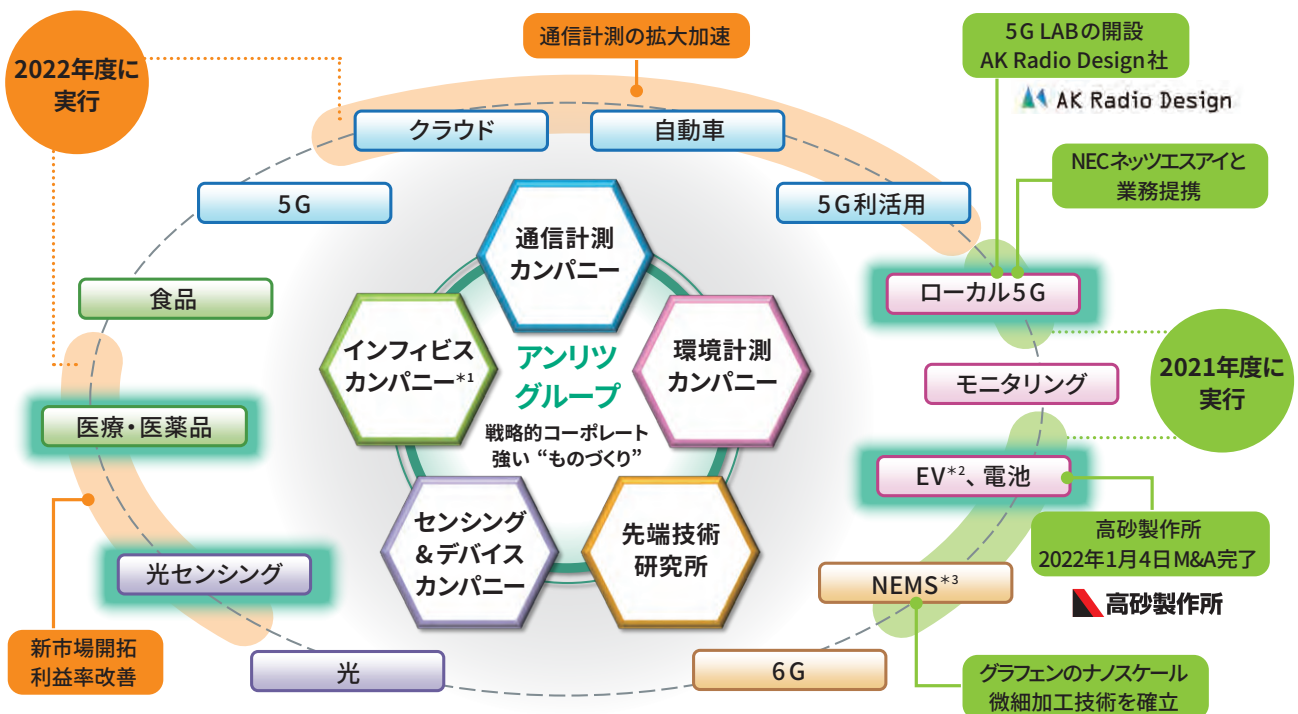 2022年度に
実行
通信計測の拡大加速
5G LABの開設
AK Radio Design社
AK Radio Design
NECネッツエスアイと
業務提携
クラウド
自動車
5G
5G利活用
食品
ローカル5G
医療・医薬品
モニタリング
2021年度に
実行
EV*2、電池
光センシング
NEMS*3
高砂製作所
2022年1月4日M&A完了
高砂製作所
新市場開拓
利益率改善
光
6G
グラフェンのナノスケール
微細加工技術を確立
通信計測
カンパニー
インフィビス
カンパニー*1
環境計測
カンパニー
アンリツ
グループ
戦略的コーポレート
強い “ものづくり”
センシング
&デバイス
カンパニー
先端技術
研究所